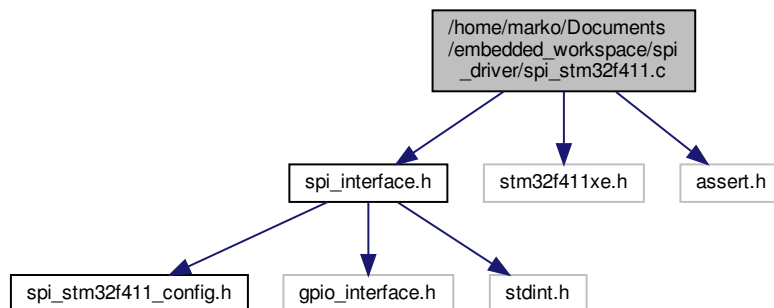 /home/marko/Documents
/embedded_workspace/spi
_driver/spi_stm32f411.c
spi_interface.h
stm32f411xe.h
assert.h
spi_stm32f411_config.h
gpio_interface.h
stdint.h